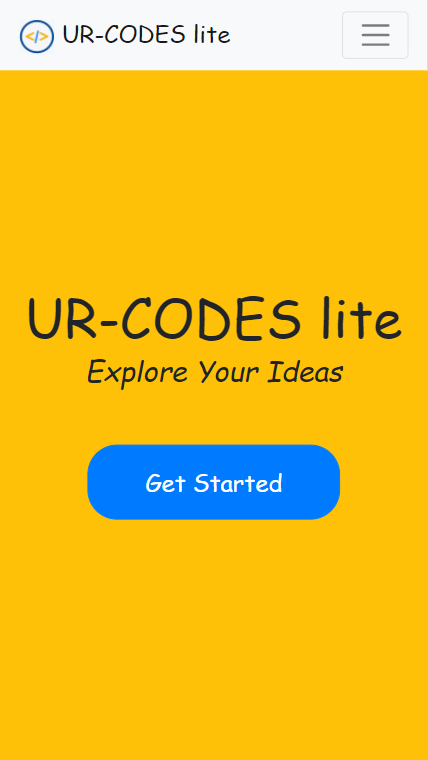 UR-CODES lite
UR-CODES lite
Explore Your Ideas
Get Started